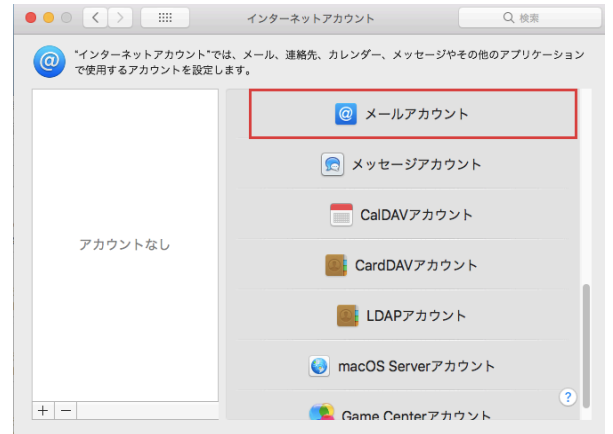 インターネットアカウント
検索
"インターネットアカウント"では、メール、連絡先、カレンダー、メッセージやその他のアプリケーション
で使用するアカウントを設定します。
アカウントなし
メールアカウント
メッセージアカウント
CalDAVアカウント
CardDAVアカウント
LDAPアカウント
macOS Serverアカウント
Game Centerアカウント
?
+ −